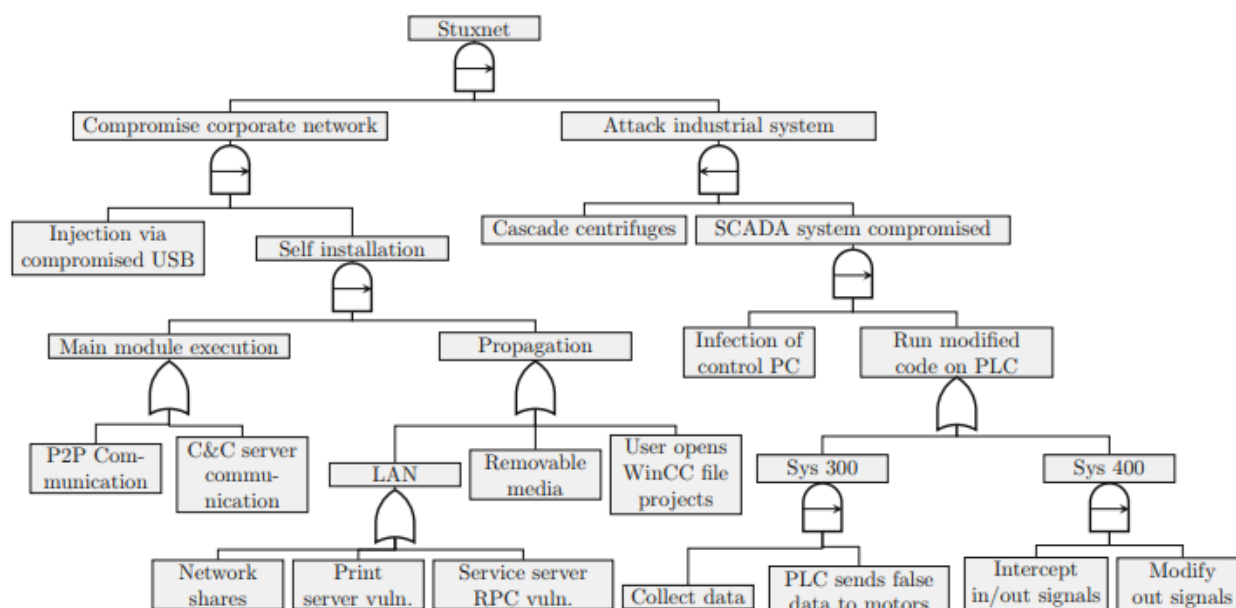 Stuxnet
Compromise corporate network
Attack industrial system
Injection via
compromised USB
Self installation
Cascade centrifuges
SCADA system compromised
Main module execution
Propagation
Infection of
control PC
Run modified
code on PLC
P2P Com-
munication
C&C server
commu-
nication
LAN
Removable
media
User opens
WinCC file
projects
Sys 300
Sys 400
Network
shares
Print
server vuln.
Service server
RPC vuln.
Collect data
PLC sends false
data to motors
Intercept
in/out signals
Modify
out signals